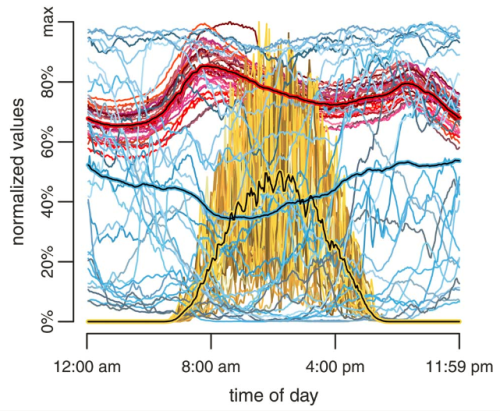 max
80%
60%
40%
20%
0%
normalized values
12:00 am 8:00 am 4:00 pm 11:59 pm
time of day